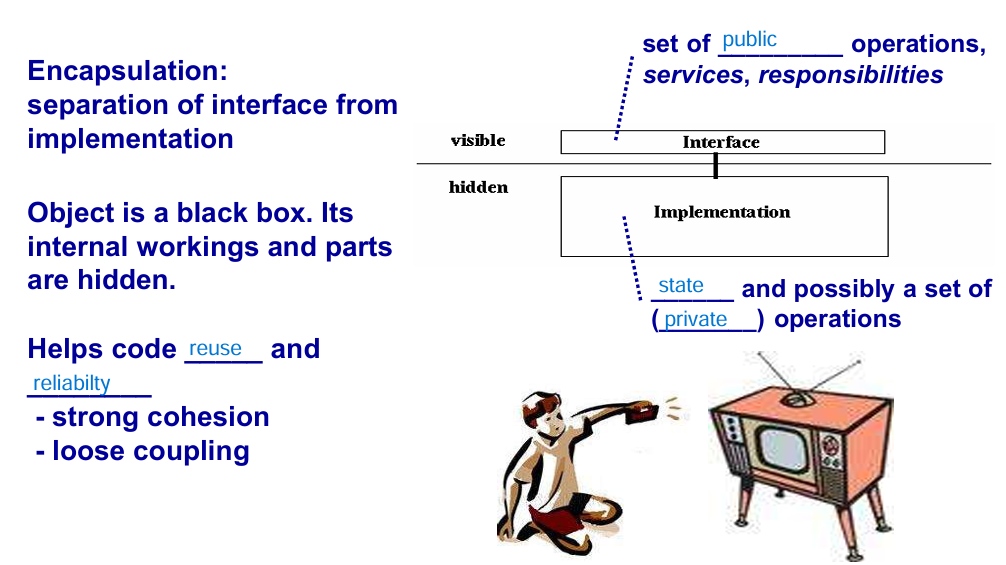 Encapsulation:
separation of interface from
implementation
Object is a black box. Its
internal workings and parts
are hidden.
Helps code reuse and
reliabilty
- strong cohesion
- loose coupling
set of public operations,
services, responsibilities
visible
Interface
hidden
Implementation
state and possibly a set of
(private) operations